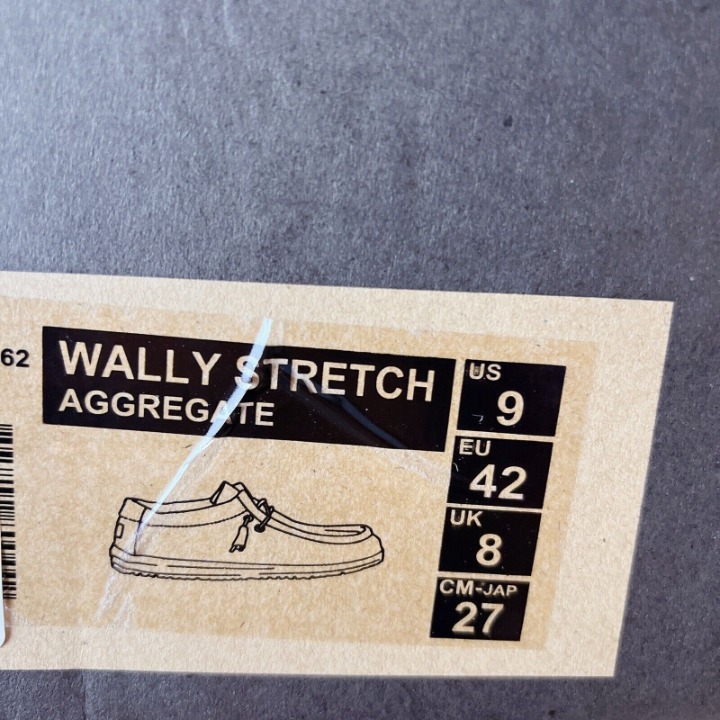 62
WALLY STRETCH
AGGREGATE
US
9
EU
42
UK
8
CM-JAP
27